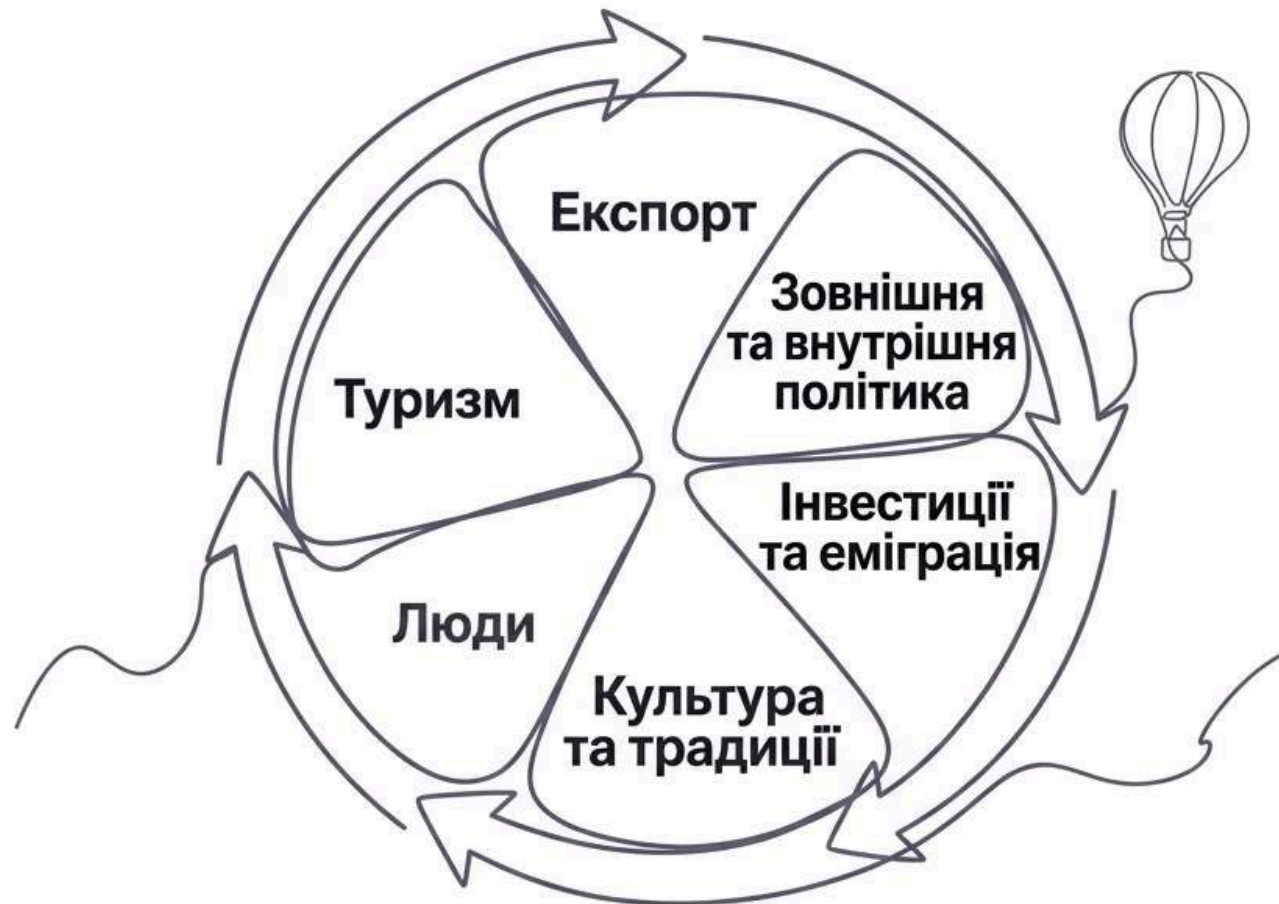 Експорт
Зовнішня
та внутрішня
політика
Інвестиції
та еміграція
Культура
та традиції
Люди
Туризм